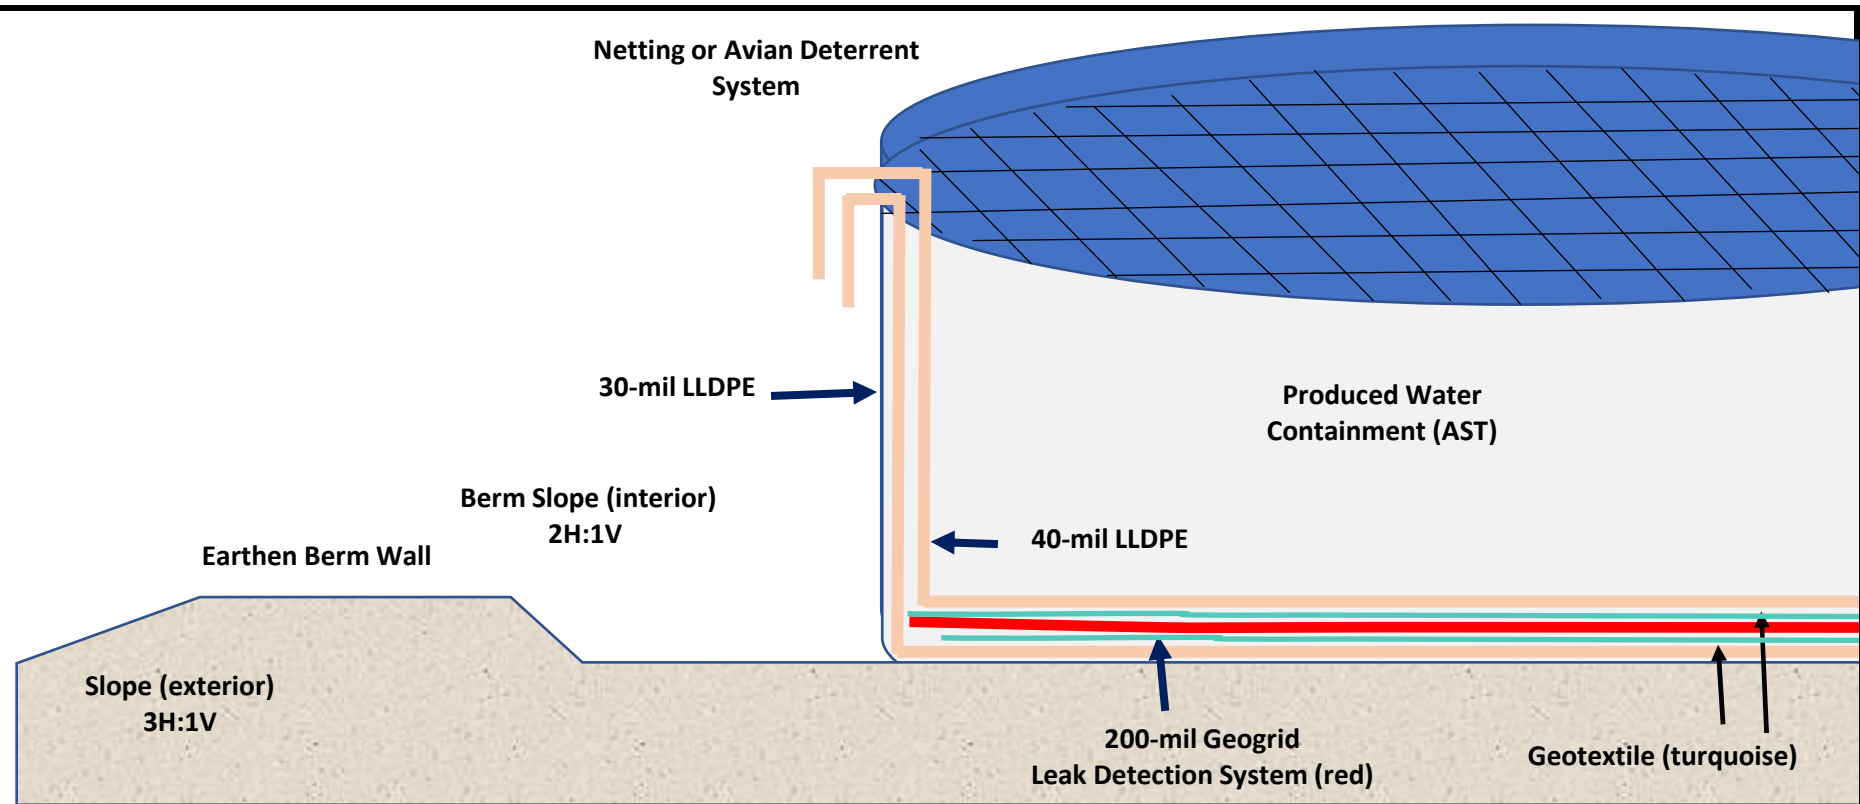 Netting or Avian Deterrent
System
30-mil LLDPE
Produced Water
Containment (AST)
Berm Slope (interior)
2H:1V
40-mil LLDPE
Earthen Berm Wall
Slope (exterior)
3H:1V
200-mil Geogrid
Leak Detection System (red)
Geotextile (turquoise)